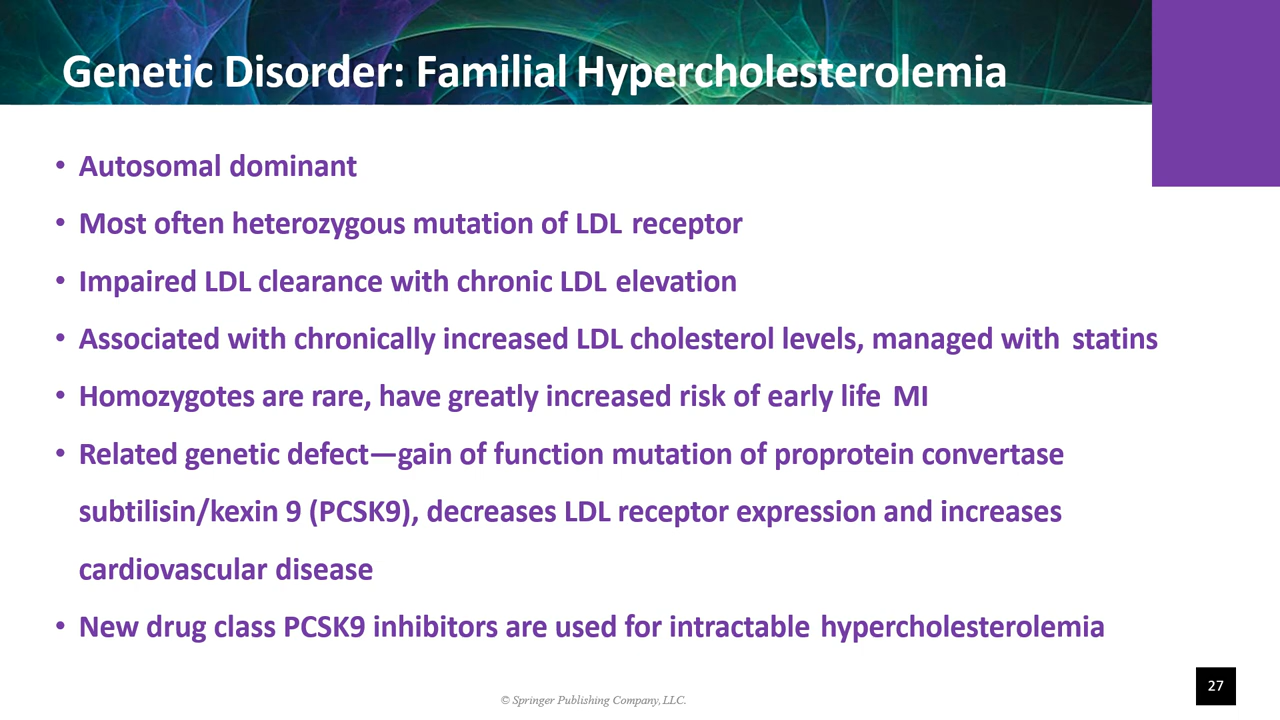 Genetic Disorder: Familial Hypercholesterolemia
• Autosomal dominant
• Most often heterozygous mutation of LDL receptor
• Impaired LDL clearance with chronic LDL elevation
• Associated with chronically increased LDL cholesterol levels, managed with statins
• Homozygotes are rare, have greatly increased risk of early life MI
• Related genetic defect—gain of function mutation of proprotein convertase
subtilisin/kexin 9 (PCSK9), decreases LDL receptor expression and increases
cardiovascular disease
• New drug class PCSK9 inhibitors are used for intractable hypercholesterolemia
© Springer Publishing Company, LLC.
27